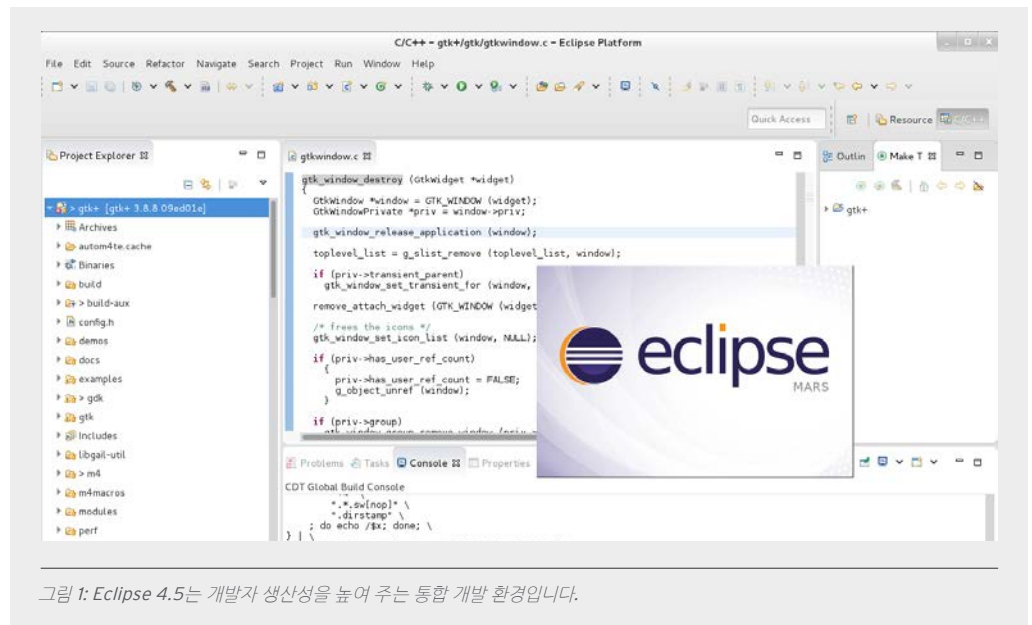 C/C++ - gtk+/gtk/gtkwindow.c - Eclipse Platform
File Edit Source Refactor Navigate Search Project Run Window Help
Quick Access
Resource
C/C++
Project Explorer
> gtk+ [gtk+ 3.8.8 09ed01e]
Archives
autom4te.cache
Binaries
build
> build-aux
config.h
demos
docs
examples
> gdk
gtk
Includes
libgail-util
> m4
m4macros
modules
perf
gtkwindow.c
gtk_window_destroy (GtkWidget *widget)
{
GtkWindow *window = GTK_WINDOW (widget);
GtkWindowPrivate *priv = window->priv;
gtk_window_release_application (window);
toplevel_list = g_slist_remove (toplevel_list, window);
if (priv->transient_parent)
gtk_window_set_transient_for (window,
remove_attach_widget (GTK_WINDOW (widget
/* frees the icons */
gtk_window_set_icon_list (window, NULL);
if (priv->has_user_ref_count)
{
priv->has_user_ref_count = FALSE;
g_object_unref (window);
}
if (priv->group)
Outlin
Make T
gtk+
eclipse
MARS
Problems Tasks Console Properties
CDT Global Build Console
"*.*.sw[nop]" \
".dirstamp" \
; do echo /$x; done; \
} | \
그림 1: Eclipse 4.5는 개발자 생산성을 높여 주는 통합 개발 환경입니다.